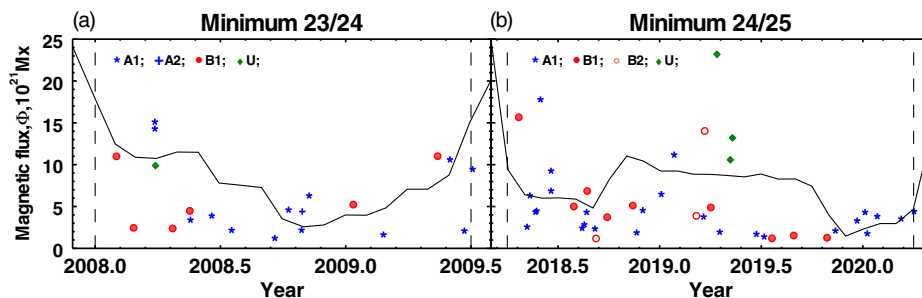 (a) Minimum 23/24
(b) Minimum 24/25
Magnetic flux,Φ,10²¹Mx
25
20
15
10
5
0
A1; A2; B1; U;
A1; B1; B2; U;
2008.0 2008.5 2009.0 2009.5
2018.5 2019.0 2019.5 2020.0
Year
Year